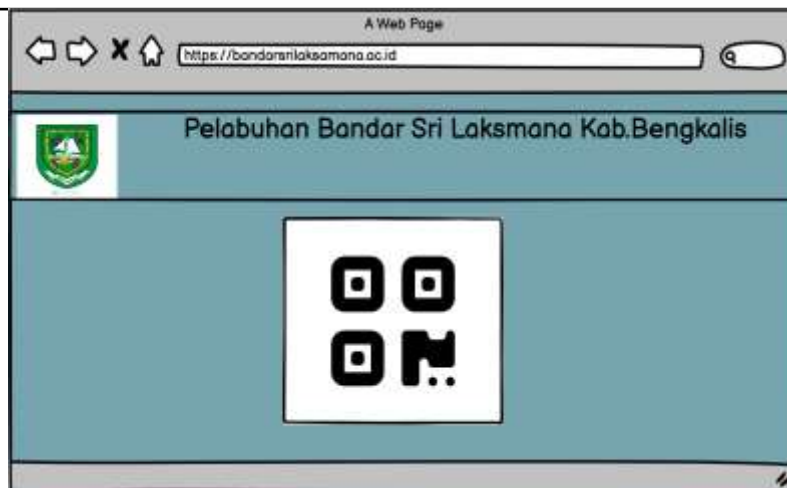 A Web Page
https://bandarsrilaksamana.ac.id
Pelabuhan Bandar Sri Laksmana Kab.Bengkalis